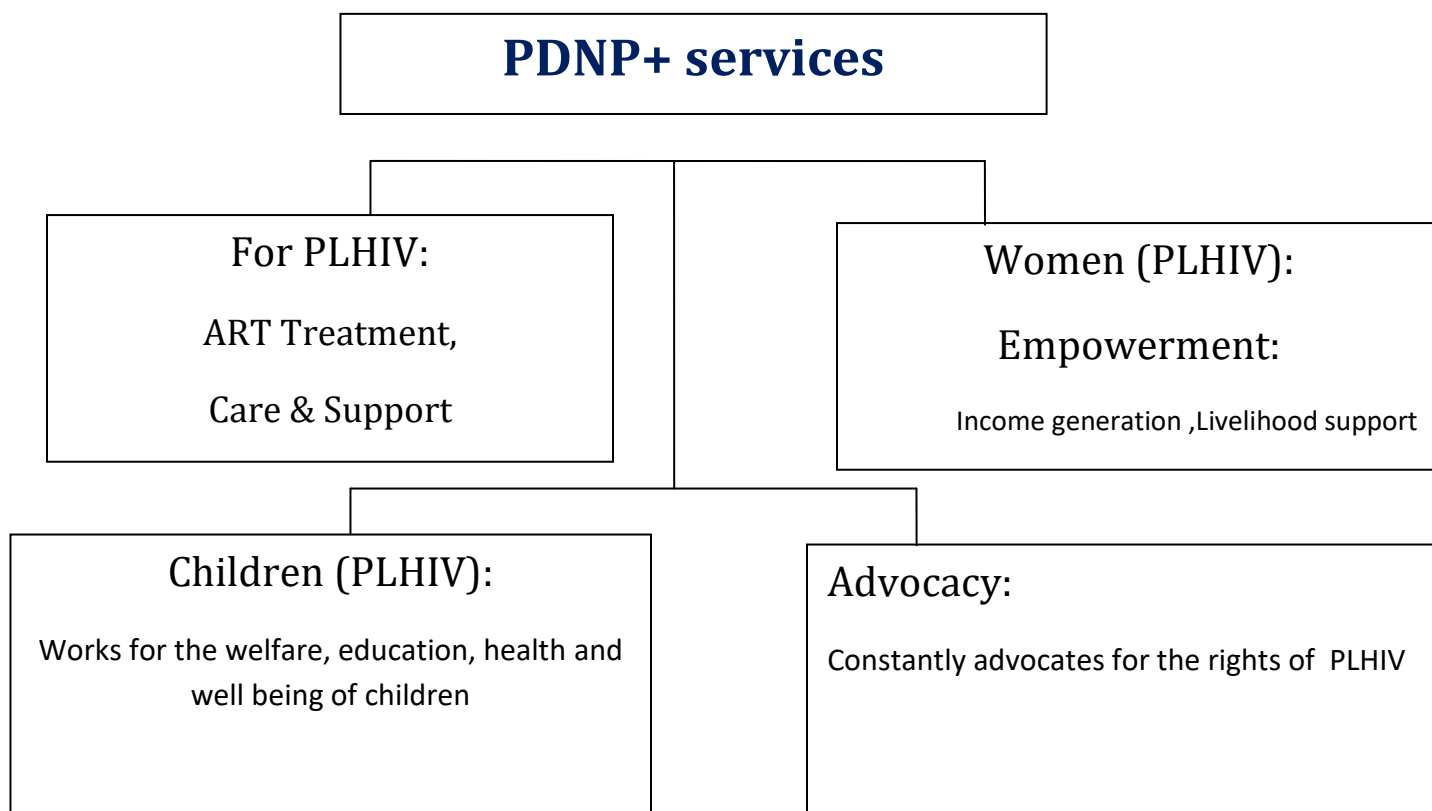 PDNP+ services
For PLHIV:
ART Treatment,
Care & Support
Women (PLHIV):
Empowerment:
Income generation ,Livelihood support
Children (PLHIV):
Works for the welfare, education, health and
well being of children
Advocacy:
Constantly advocates for the rights of  PLHIV